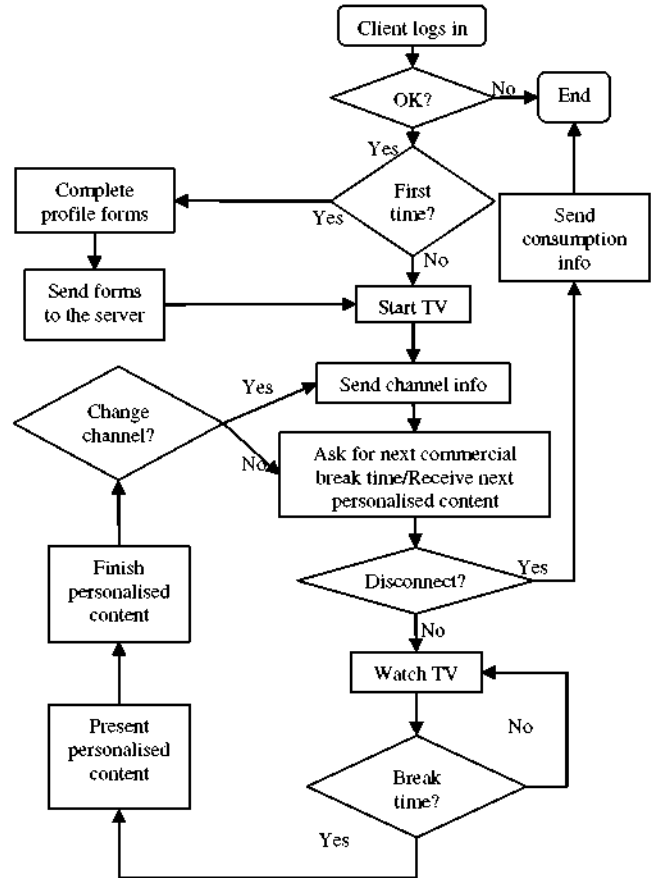 Client logs in
OK?
No
End
Yes
First
time?
Yes
No
Complete
profile forms
Send
consumption
info
Send forms
to the server
Start TV
Send channel info
Yes
Change
channel?
No
Ask for next commercial
break time/Receive next
personalised content
Disconnect?
Yes
No
Finish
personalised
content
Watch TV
No
Present
personalised
content
Break
time?
Yes